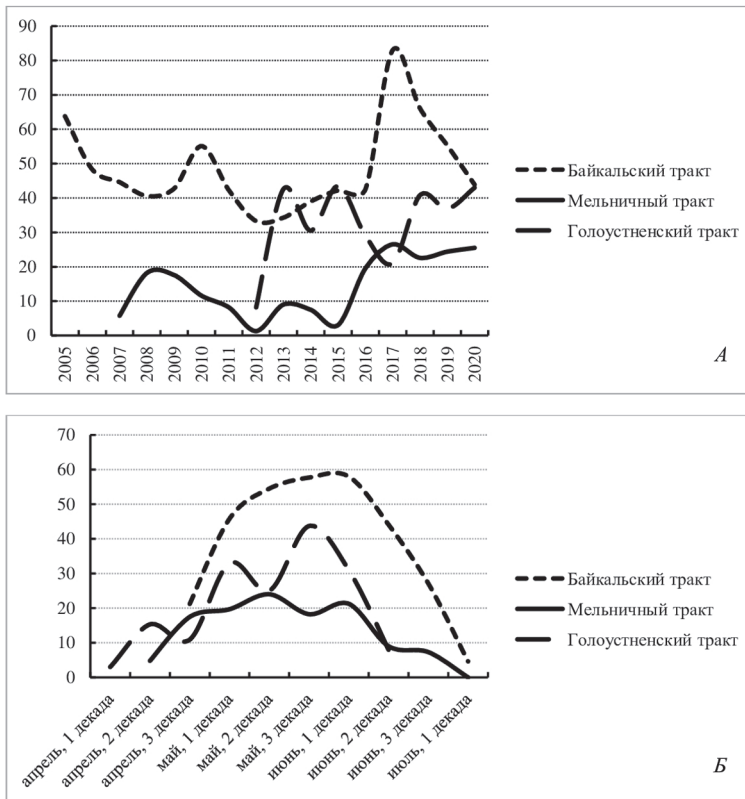 90
80
70
60
50
40
30
20
10
0
2005
2006
2007
2008
2009
2010
2011
2012
2013
2014
2015
2016
2017
2018
2019
2020
Байкальский тракт
Мельничный тракт
Голоустненский тракт
А
70
60
50
40
30
20
10
0
апрель, 1 декада
апрель, 2 декада
апрель, 3 декада
май, 1 декада
май, 2 декада
май, 3 декада
июнь, 1 декада
июнь, 2 декада
июнь, 3 декада
июль, 1 декада
Байкальский тракт
Мельничный тракт
Голоустненский тракт
Б